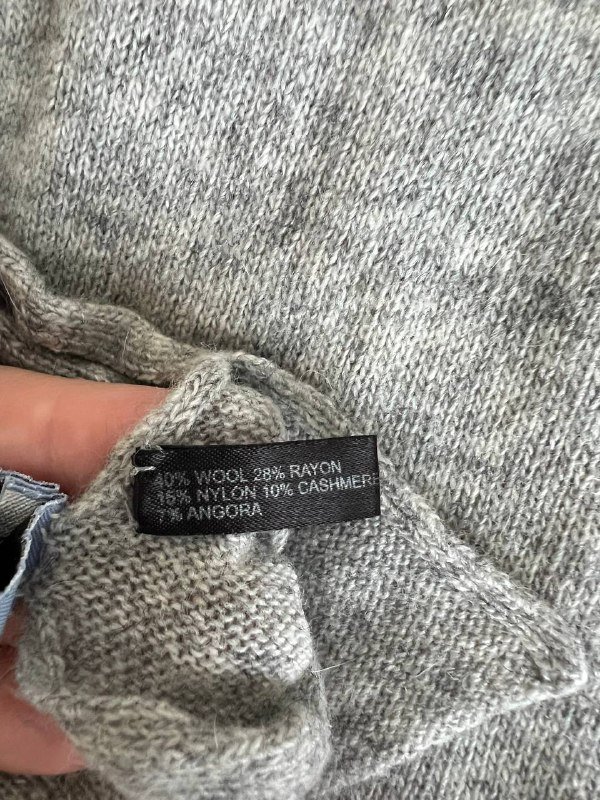 40% WOOL 28% RAYON
15% NYLON 10% CASHMERE
7% ANGORA